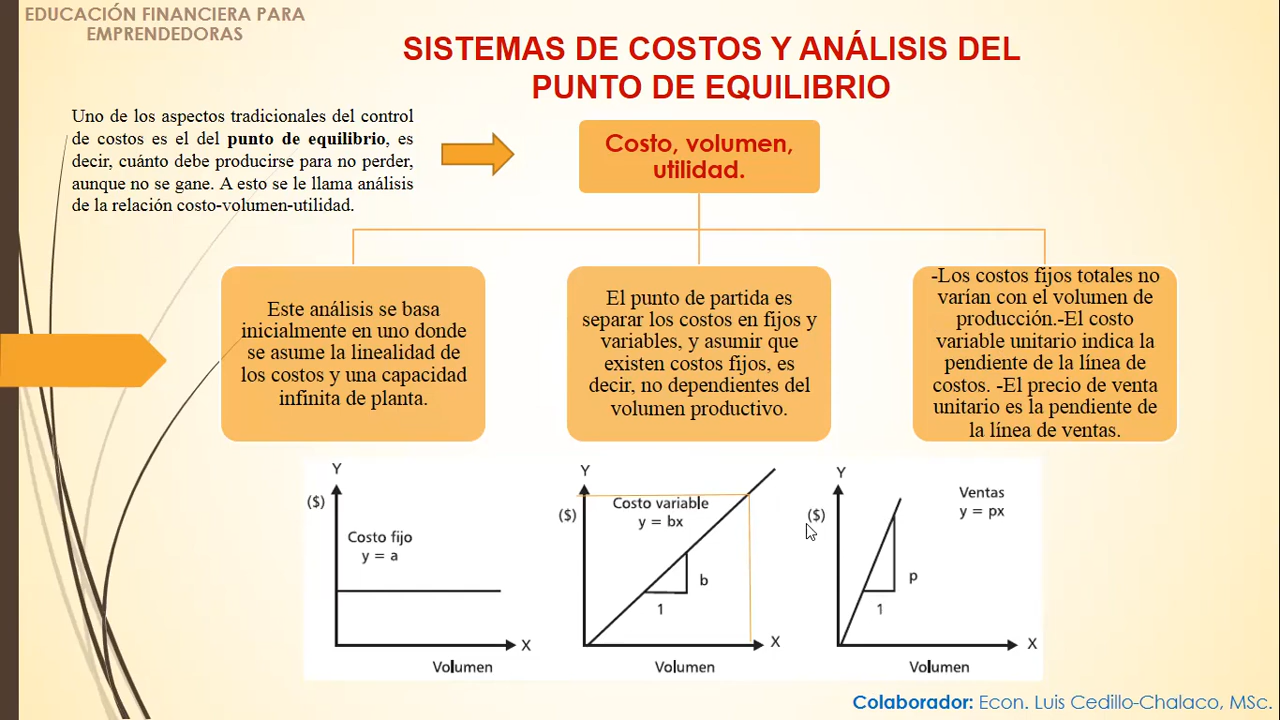 EDUCACIÓN FINANCIERA PARA
EMPRENDEDORAS
SISTEMAS DE COSTOS Y ANÁLISIS DEL
PUNTO DE EQUILIBRIO
Uno de los aspectos tradicionales del control
de costos es el del punto de equilibrio, es
decir, cuánto debe producirse para no perder,
aunque no se gane. A esto se le llama análisis
de la relación costo-volumen-utilidad.
Costo, volumen,
utilidad.
Este análisis se basa
inicialmente en uno donde
se asume la linealidad de
los costos y una capacidad
infinita de planta.
El punto de partida es
separar los costos en fijos y
variables, y asumir que
existen costos fijos, es
decir, no dependientes del
volumen productivo.
-Los costos fijos totales no
varían con el volumen de
producción.-El costo
variable unitario indica la
pendiente de la línea de
costos. -El precio de venta
unitario es la pendiente de
la línea de ventas.
Y
($)
Costo fijo
y = a
X
Volumen
Y
($)
Costo variable
y = bx
b
1
X
Volumen
Y
($)
Ventas
y = px
p
1
X
Volumen
Colaborador: Econ. Luis Cedillo-Chalaco, MSc.